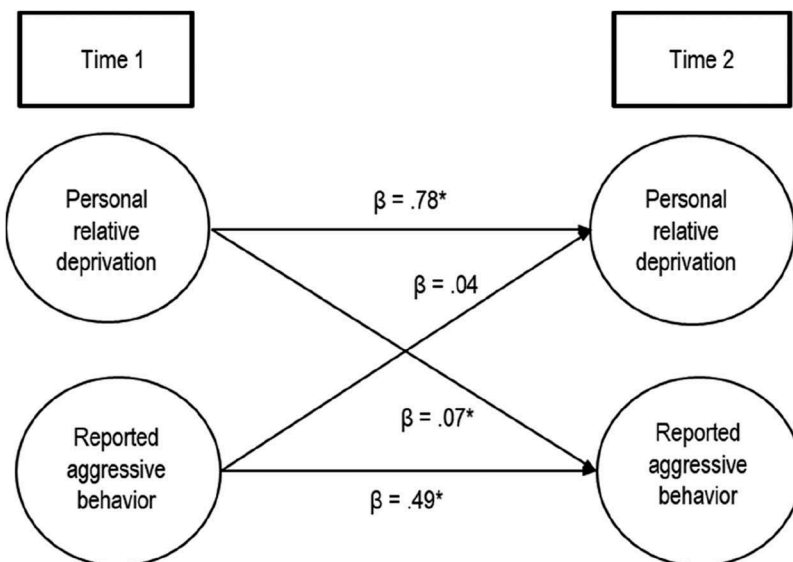 Time 1
Time 2
Personal
relative
deprivation
β = .78*
Personal
relative
deprivation
β = .04
β = .07*
Reported
aggressive
behavior
β = .49*
Reported
aggressive
behavior